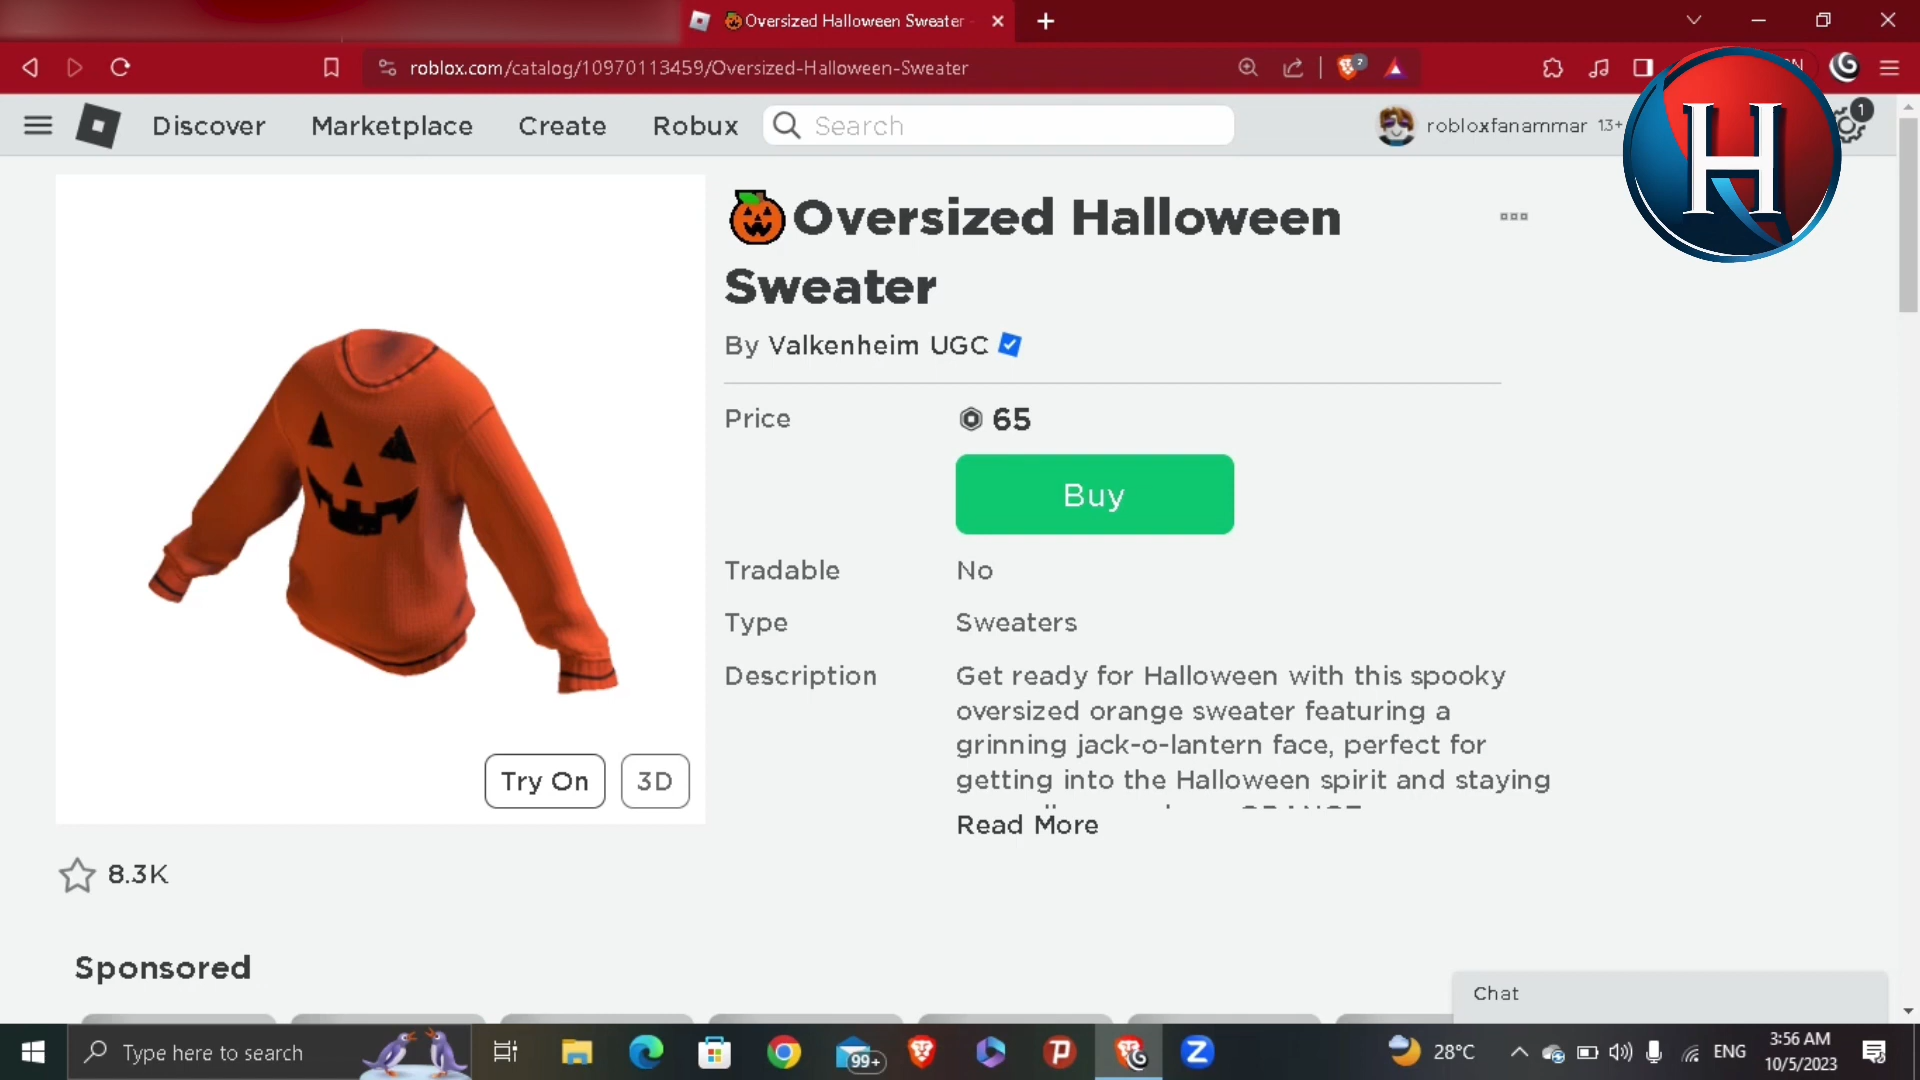 Oversized Halloween Sweater -
roblox.com/catalog/10970113459/Oversized-Halloween-Sweater
7
Discover
Marketplace
Create
Robux
Search
robloxfanammar 13+
1
H
Oversized Halloween
Sweater
By Valkenheim UGC
Price
65
Buy
Tradable
No
Type
Sweaters
Description
Get ready for Halloween with this spooky
oversized orange sweater featuring a
grinning jack-o-lantern face, perfect for
getting into the Halloween spirit and staying
Read More
Try On
3D
8.3K
Sponsored
Chat
Type here to search
99+
28°C
ENG
3:56 AM
10/5/2023